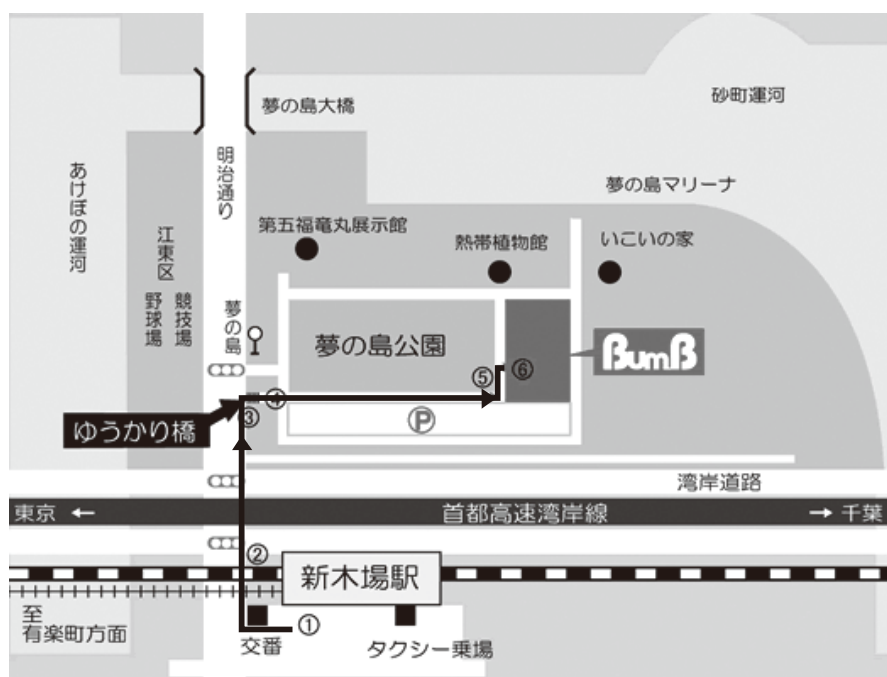 砂町運河
夢の島大橋
明治通り
あけぼの運河
夢の島マリーナ
第五福竜丸展示館
熱帯植物館
いこいの家
江東区
競技場
野球場
夢の島
夢の島公園
BumB
⑤
⑥
④
③
P
ゆうかり橋
湾岸道路
東京 ←
首都高速湾岸線
→ 千葉
②
新木場駅
至
有楽町方面
①
交番
タクシー乗場